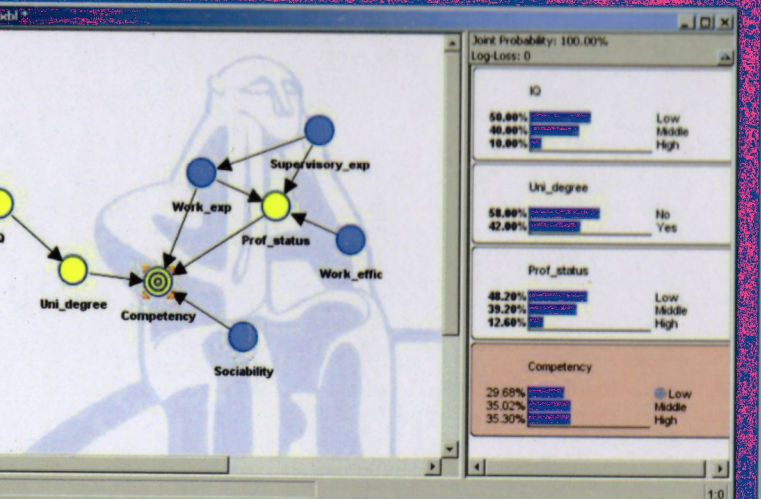 xbl *
Joint Probability: 100.00%
Log-Loss: 0
IQ
50.00% Low
40.00% Middle
10.00% High
Uni_degree
58.00% No
42.00% Yes
Prof_status
48.20% Low
39.20% Middle
12.60% High
Competency
29.68% Low
35.02% Middle
35.30% High
Supervisory_exp
Work_exp
Prof_status
Q
Work_effic
Uni_degree
Competency
Sociability
1:0